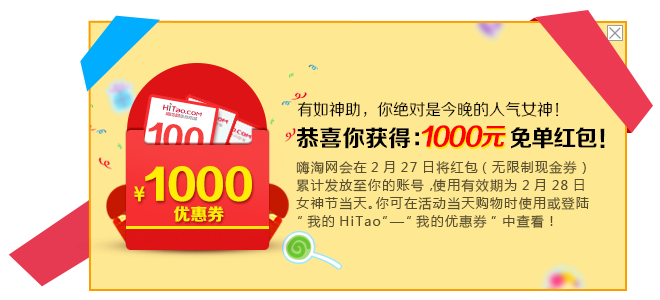 有如神助，你绝对是今晚的人气女神！
恭喜你获得：1000元 免单红包！
嗨淘网会在 2 月 27 日将红包（无限制现金券）
累计发放至你的账号 ,使用有效期为 2 月 28 日
女神节当天。你可在活动当天购物时使用或登陆
“ 我的 HiTao”—“ 我的优惠券 ” 中查看！
HiTao.com
100
¥1000
优惠券